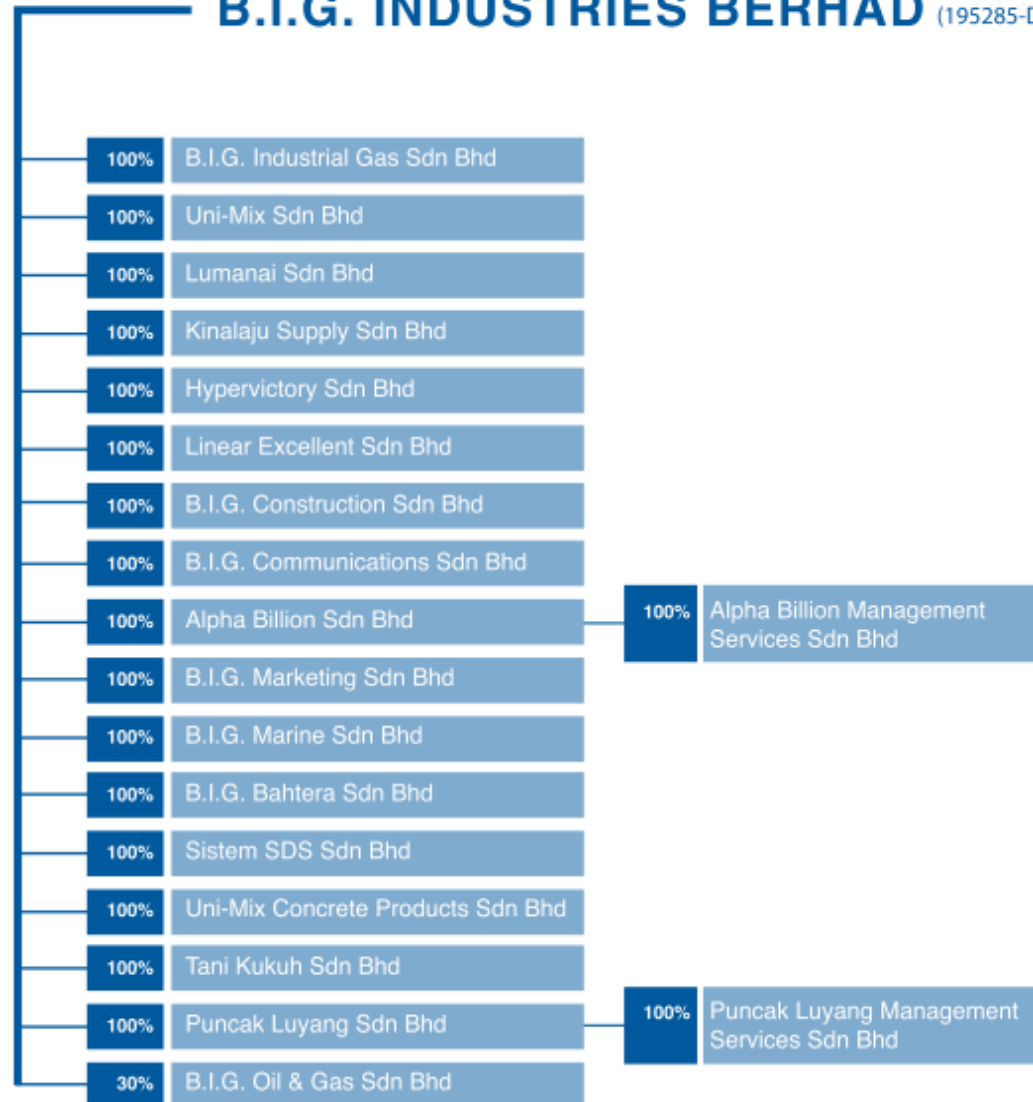 B.I.G. INDUSTRIES BERHAD (195285-D
100% B.I.G. Industrial Gas Sdn Bhd
100% Uni-Mix Sdn Bhd
100% Lumanai Sdn Bhd
100% Kinalaju Supply Sdn Bhd
100% Hypervictory Sdn Bhd
100% Linear Excellent Sdn Bhd
100% B.I.G. Construction Sdn Bhd
100% B.I.G. Communications Sdn Bhd
100% Alpha Billion Sdn Bhd
100% Alpha Billion Management
Services Sdn Bhd
100% B.I.G. Marketing Sdn Bhd
100% B.I.G. Marine Sdn Bhd
100% B.I.G. Bahtera Sdn Bhd
100% Sistem SDS Sdn Bhd
100% Uni-Mix Concrete Products Sdn Bhd
100% Tani Kukuh Sdn Bhd
100% Puncak Luyang Sdn Bhd
100% Puncak Luyang Management
Services Sdn Bhd
30% B.I.G. Oil & Gas Sdn Bhd